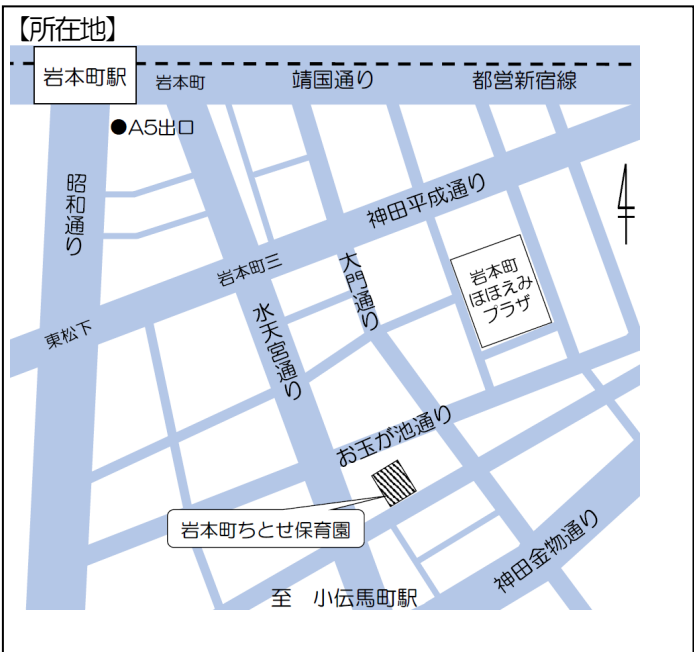 【所在地】
岩本町駅
岩本町
靖国通り
都営新宿線
●A5出口
昭和通り
神田平成通り
岩本町三
大門通り
岩本町
ほほえみ
プラザ
水天宮通り
東松下
お玉が池通り
岩本町ちとせ保育園
神田金物通り
至 小伝馬町駅